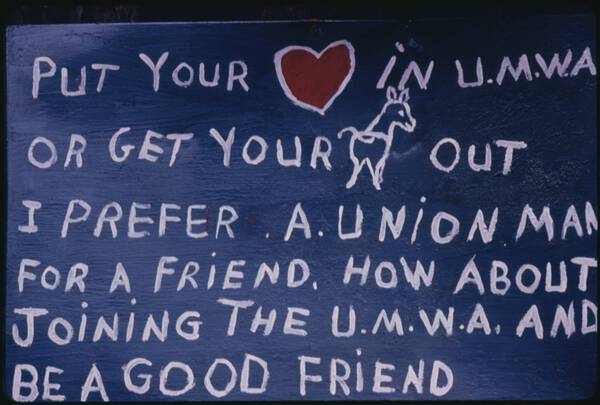 PUT YOUR IN U.M.W.A
OR GET YOUR OUT
I PREFER . A. UNION MAN
FOR A FRIEND. HOW ABOUT
JOINING THE U.M.W.A. AND
BE A GOOD FRIEND